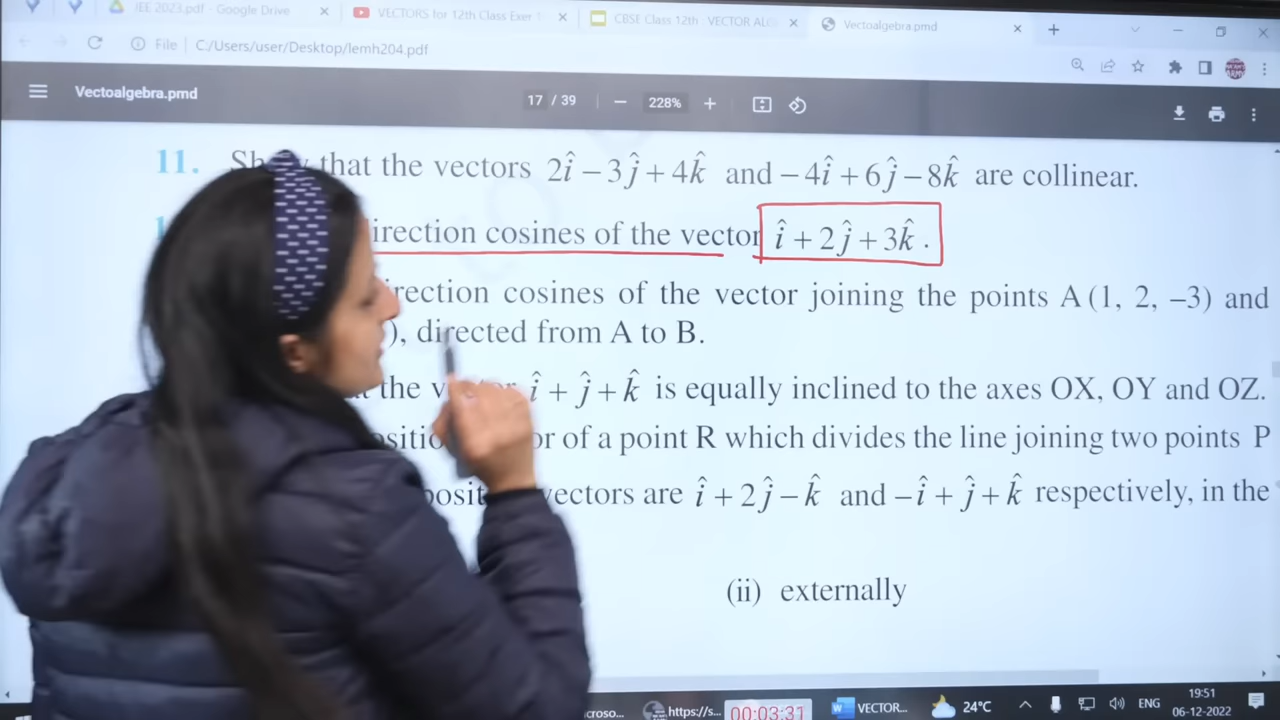 JEE 2023.pdf - Google Drive
VECTORS for 12th Class Exer
CBSE Class 12th : VECTOR ALG
Vectoalgebra.pmd
File
C:/Users/user/Desktop/lemh204.pdf
Vectoalgebra.pmd
17 / 39
228%
11. that the vectors 2î – 3ĵ + 4k̂ and – 4î + 6ĵ – 8k̂ are collinear.
irection cosines of the vector î + 2ĵ + 3k̂ .
rection cosines of the vector joining the points A (1, 2, –3) and
), directed from A to B.
the î + ĵ + k̂ is equally inclined to the axes OX, OY and OZ.
or of a point R which divides the line joining two points P
vectors are î + 2ĵ – k̂ and – î + ĵ + k̂ respectively, in the
(ii) externally
croso...
https://s...
00:03:31
VECTOR...
24°C
ENG
19:51
06-12-2022